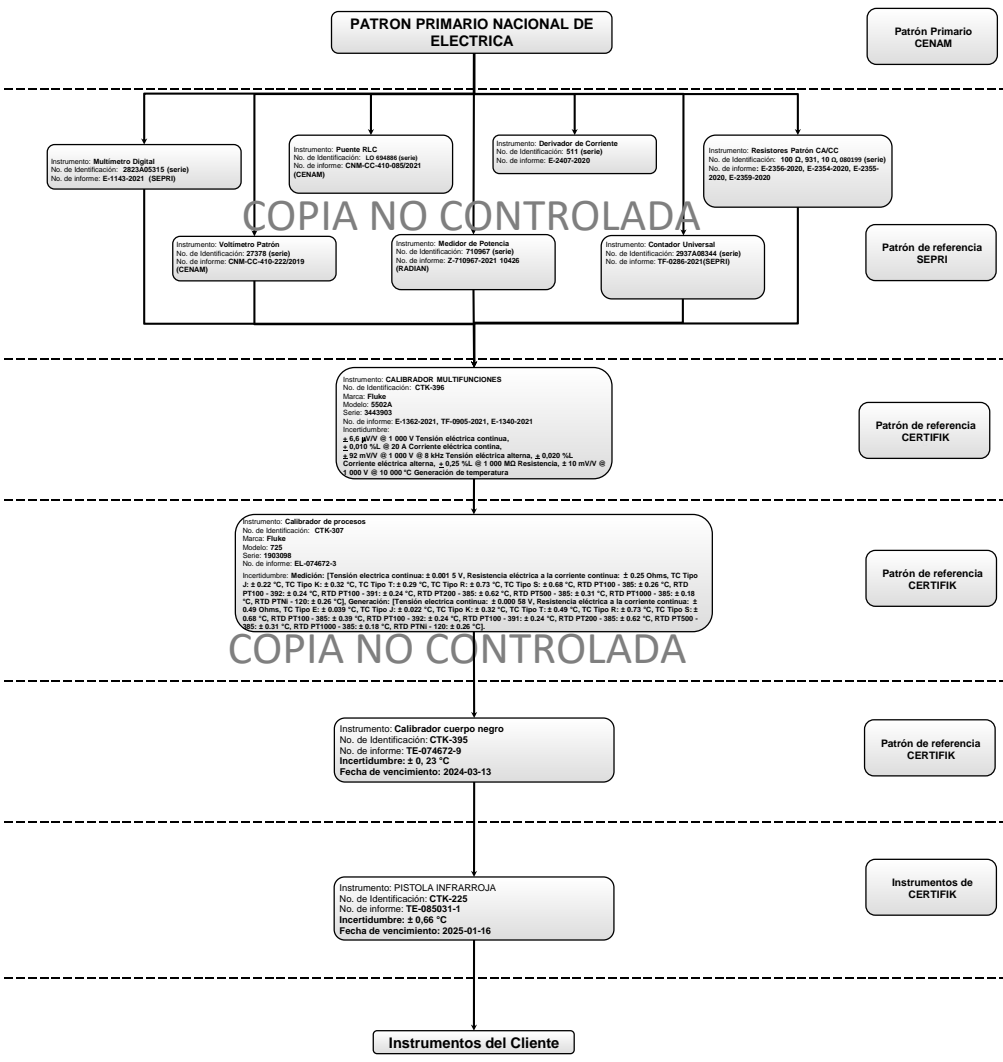 PATRON PRIMARIO NACIONAL DE
ELECTRICA
Patrón Primario
CENAM
Instrumento: Multimetro Digital
No. de Identificación: 2823A05315 (serie)
No. de informe: E-1143-2021 (SEPRI)
Instrumento: Puente RLC
No. de Identificación: LO 694886 (serie)
No. de informe: CNM-CC-410-085/2021
(CENAM)
Instrumento: Derivador de Corriente
No. de Identificación: 511 (serie)
No. de informe: E-2407-2020
Instrumento: Resistores Patrón CA/CC
No. de Identificación: 100 Ω, 931, 10 Ω, 080199 (serie)
No. de informe: E-2356-2020, E-2354-2020, E-2355-
2020, E-2359-2020
COPIA NO CONTROLADA
Instrumento: Voltímetro Patrón
No. de Identificación: 27378 (serie)
No. de informe: CNM-CC-410-222/2019
(CENAM)
Instrumento: Medidor de Potencia
No. de Identificación: 710967 (serie)
No. de informe: Z-710967-2021 10426
(RADIAN)
Instrumento: Contador Universal
No. de Identificación: 2937A08344 (serie)
No. de informe: TF-0286-2021(SEPRI)
Patrón de referencia
SEPRI
Instrumento: CALIBRADOR MULTIFUNCIONES
No. de Identificación: CTK-396
Marca: Fluke
Modelo: 5502A
Serie: 3443903
No. de informe: E-1362-2021, TF-0905-2021, E-1340-2021
Incertidumbre:
± 6,6 µV/V @ 1 000 V Tensión eléctrica continua,
± 0,010 %L @ 20 A Corriente eléctrica contina,
± 92 mV/V @ 1 000 V @ 8 kHz Tensión eléctrica alterna, ± 0,020 %L
Corriente eléctrica alterna, ± 0,25 %L @ 1 000 MΩ Resistencia, ± 10 mV/V @
1 000 V @ 10 000 °C Generación de temperatura
Patrón de referencia
CERTIFIK
Instrumento: Calibrador de procesos
No. de Identificación: CTK-307
Marca: Fluke
Modelo: 725
Serie: 1903098
No. de informe: EL-074672-3
Incertidumbre: Medición: [Tensión electrica continua: ± 0.001 5 V, Resistencia eléctrica a la corriente continua: ± 0.25 Ohms, TC Tipo
J: ± 0.22 °C, TC Tipo K: ± 0.32 °C, TC Tipo T: ± 0.29 °C, TC Tipo R: ± 0.73 °C, TC Tipo S: ± 0.68 °C, RTD PT100 - 385: ± 0.26 °C, RTD
PT100 - 392: ± 0.24 °C, RTD PT100 - 391: ± 0.24 °C, RTD PT200 - 385: ± 0.62 °C, RTD PT500 - 385: ± 0.31 °C, RTD PT1000 - 385: ± 0.18
°C, RTD PTNi - 120: ± 0.26 °C], Generación: [Tensión electrica continua: ± 0.000 58 V, Resistencia eléctrica a la corriente continua: ±
0.49 Ohms, TC Tipo E: ± 0.039 °C, TC Tipo J: ± 0.022 °C, TC Tipo K: ± 0.32 °C, TC Tipo T: ± 0.49 °C, TC Tipo R: ± 0.73 °C, TC Tipo S: ±
0.68 °C, RTD PT100 - 385: ± 0.39 °C, RTD PT100 - 392: ± 0.24 °C, RTD PT100 - 391: ± 0.24 °C, RTD PT200 - 385: ± 0.62 °C, RTD PT500 -
385: ± 0.31 °C, RTD PT1000 - 385: ± 0.18 °C, RTD PTNi - 120: ± 0.26 °C].
Patrón de referencia
CERTIFIK
COPIA NO CONTROLADA
Instrumento: Calibrador cuerpo negro
No. de Identificación: CTK-395
No. de informe: TE-074672-9
Incertidumbre: ± 0, 23 °C
Fecha de vencimiento: 2024-03-13
Patrón de referencia
CERTIFIK
Instrumento: PISTOLA INFRARROJA
No. de Identificación: CTK-225
No. de informe: TE-085031-1
Incertidumbre: ± 0,66 °C
Fecha de vencimiento: 2025-01-16
Instrumentos de
CERTIFIK
Instrumentos del Cliente